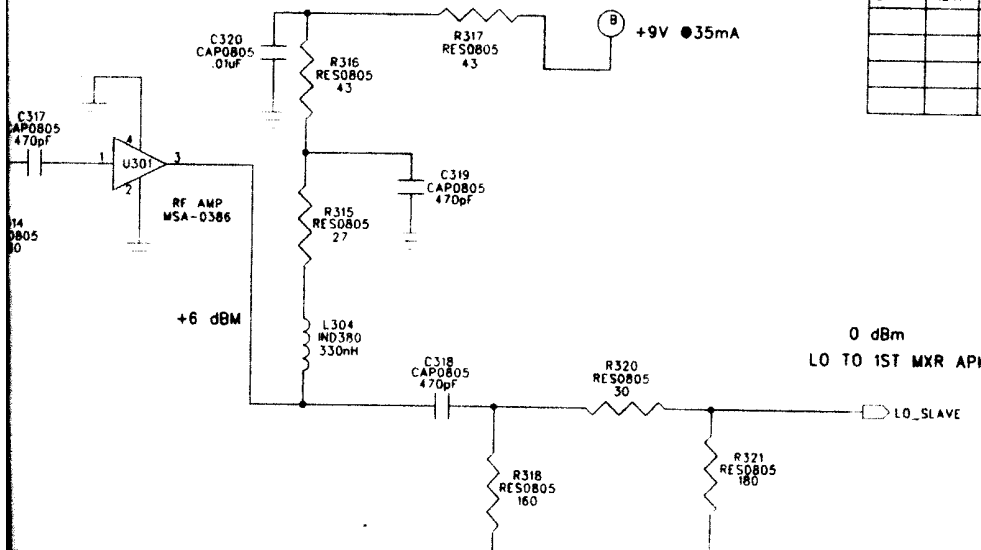 C320
CAP0805
.01uF
R316
RES0805
43
R317
RES0805
43
B
+9V @35mA
C317
CAP0805
470pF
1
4
U301
3
2
RF AMP
MSA-0386
C319
CAP0805
470pF
R315
RES0805
27
+6 dBM
L304
IND380
330nH
C318
CAP0805
470pF
R320
RES0805
30
0 dBm
LO TO 1ST MXR
LO_SLAVE
R318
RES0805
160
R321
RES0805
180